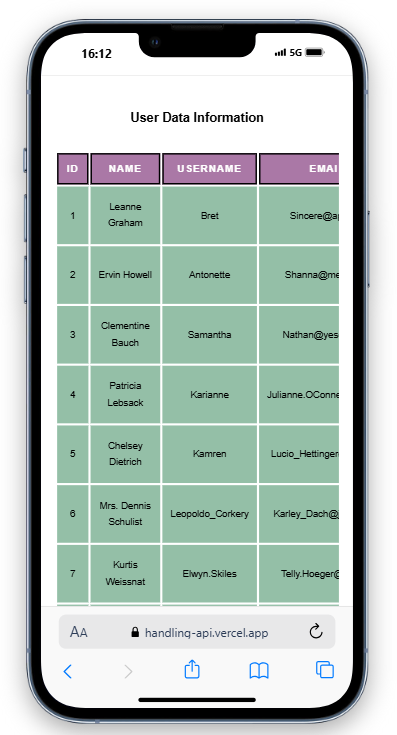 16:12 5G
User Data Information
ID NAME USERNAME EMAI
1 Leanne Graham Bret Sincere@a
2 Ervin Howell Antonette Shanna@me
3 Clementine Bauch Samantha Nathan@yes
4 Patricia Lebsack Karianne Julianne.OConne
5 Chelsey Dietrich Kamren Lucio_Hettinger
6 Mrs. Dennis Schulist Leopoldo_Corkery Karley_Dach@
7 Kurtis Weissnat Elwyn.Skiles Telly.Hoeger@
AA handlinq-api.vercel.app